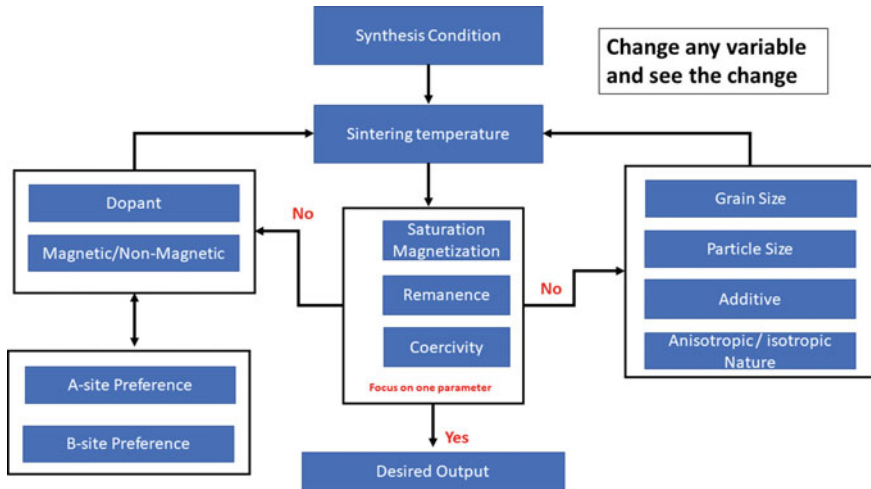 Synthesis Condition
Change any variable
and see the change
Sintering temperature
Dopant
Magnetic/Non-Magnetic
No
Saturation
Magnetization
Remanence
Coercivity
Focus on one parameter
No
Grain Size
Particle Size
Additive
Anisotropic / isotropic
Nature
A-site Preference
B-site Preference
Yes
Desired Output